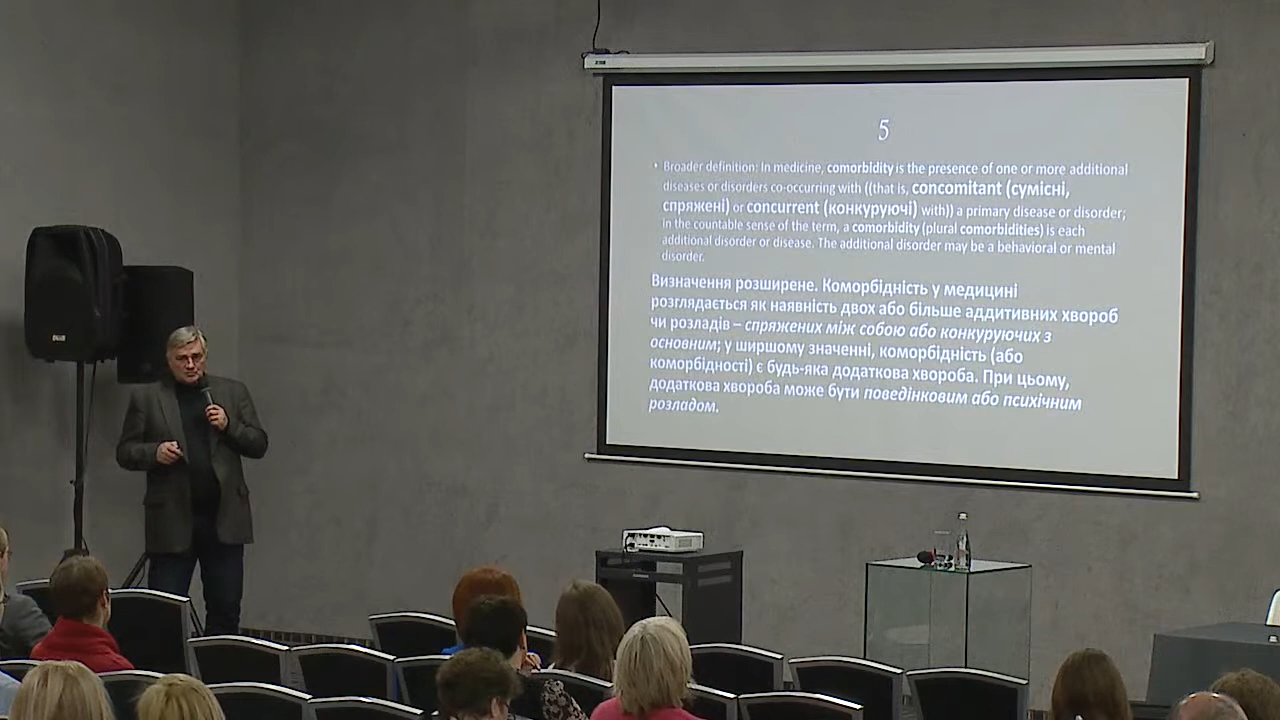 5
• Broader definition: In medicine, comorbidity is the presence of one or more additional
diseases or disorders co-occurring with ((that is, concomitant (сумісні,
спряжені) or concurrent (конкуруючі) with)) a primary disease or disorder;
in the countable sense of the term, a comorbidity (plural comorbidities) is each
additional disorder or disease. The additional disorder may be a behavioral or mental
disorder.
Визначення розширене. Коморбідність у медицині
розглядається як наявність двох або більше аддитивних хвороб
чи розладів – спряжених між собою або конкуруючих з
основним; у ширшому значенні, коморбідність (або
коморбідності) є будь-яка додаткова хвороба. При цьому,
додаткова хвороба може бути поведінковим або психічним
розладом.